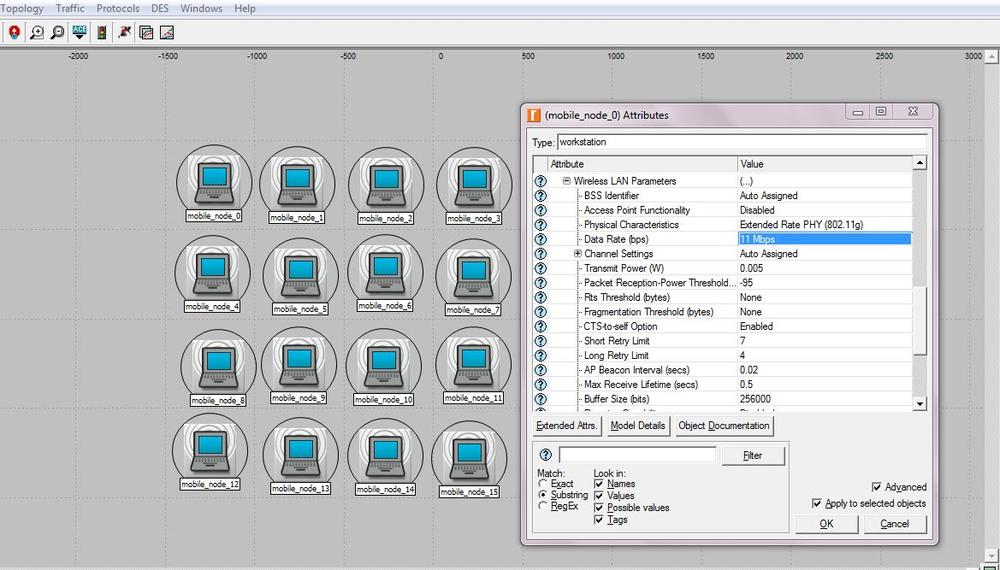 Topology Traffic Protocols DES Windows Help
ACE
-2000 -1500 -1000 -500 0 500 1000 1500 2000 2500 3000
(mobile_node_0) Attributes
Type: workstation
Attribute Value
Wireless LAN Parameters (...)
BSS Identifier Auto Assigned
Access Point Functionality Disabled
Physical Characteristics Extended Rate PHY (802.11g)
Data Rate (bps) 11 Mbps
Channel Settings Auto Assigned
Transmit Power (W) 0.005
Packet Reception-Power Threshold... -95
Rts Threshold (bytes) None
Fragmentation Threshold (bytes) None
CTS-to-self Option Enabled
Short Retry Limit 7
Long Retry Limit 4
AP Beacon Interval (secs) 0.02
Max Receive Lifetime (secs) 0.5
Buffer Size (bits) 256000
Extended Attrs. Model Details Object Documentation
Filter
Match: Look in:
Exact Names
Substring Values
RegEx Possible values
Tags
Advanced
Apply to selected objects
OK Cancel
mobile_node_0 mobile_node_1 mobile_node_2 mobile_node_3
mobile_node_4 mobile_node_5 mobile_node_6 mobile_node_7
mobile_node_8 mobile_node_9 mobile_node_10 mobile_node_11
mobile_node_12 mobile_node_13 mobile_node_14 mobile_node_15